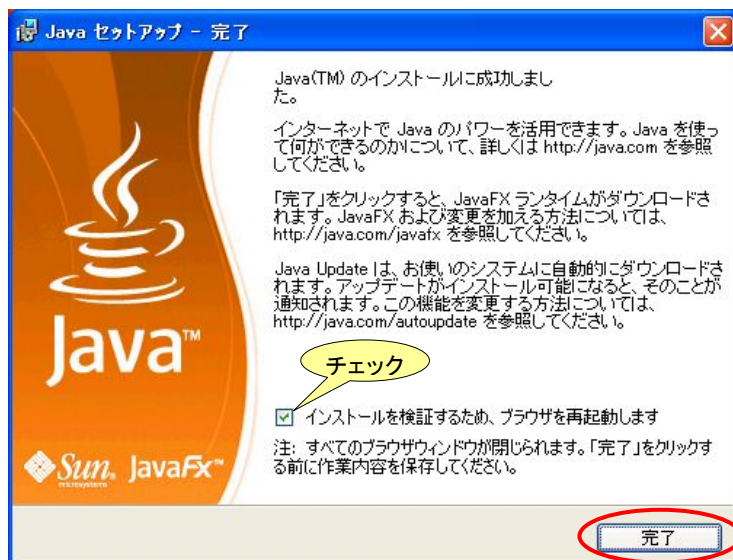 Java セットアップ - 完了
Java(TM) のインストールに成功しまし
た。
インターネットで Java のパワーを活用できます。Java を使っ
て何ができるのかについて、詳しくは http://java.com を参照
してください。
「完了」をクリックすると、JavaFX ランタイムがダウンロードさ
れます。JavaFX および変更を加える方法については、
http://java.com/javafx を参照してください。
Java Update は、お使いのシステムに自動的にダウンロードさ
れます。アップデートがインストール可能になると、そのことが
通知されます。この機能を変更する方法については、
http://java.com/autoupdate を参照してください。
Java™
チェック
インストールを検証するため、ブラウザを再起動します
注: すべてのブラウザウィンドウが閉じられます。「完了」をクリックす
る前に作業内容を保存してください。
Sun microsystems JavaFX™
完了